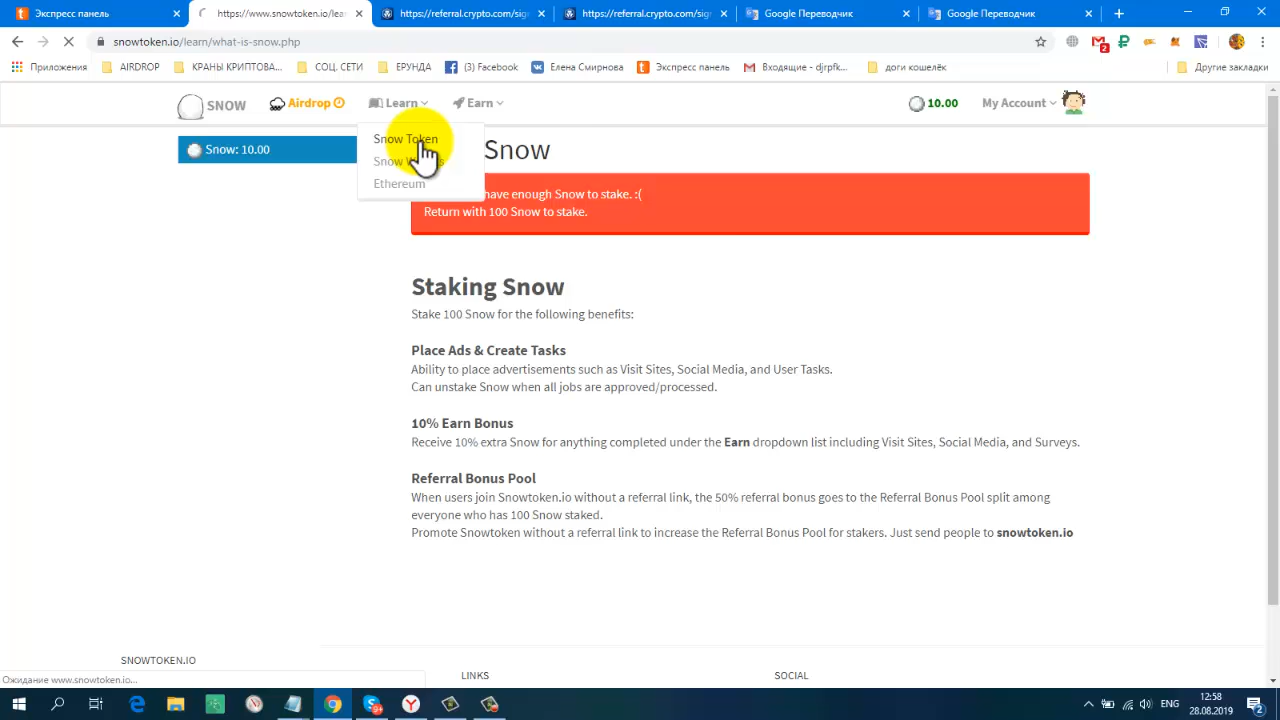 Экспресс панель
https://www.snowtoken.io/lea
https://referral.crypto.com/sig
https://referral.crypto.com/sig
Google Переводчик
Google Переводчик
snowtoken.io/learn/what-is-snow.php
2
Приложения
AIRDROP
КРАНЫ КРИПТОВА...
СОЦ. СЕТИ
ЕРУНДА
(3) Facebook
Елена Смирнова
Экспресс панель
Входящие - djrpfk...
доги кошелёк
Другие закладки
SNOW
Airdrop
Learn
Earn
10.00
My Account
Snow: 10.00
Snow Token
Snow
Ethereum
Snow
have enough Snow to stake. :(
Return with 100 Snow to stake.
Staking Snow
Stake 100 Snow for the following benefits:
Place Ads & Create Tasks
Ability to place advertisements such as Visit Sites, Social Media, and User Tasks.
Can unstake Snow when all jobs are approved/processed.
10% Earn Bonus
Receive 10% extra Snow for anything completed under the Earn dropdown list including Visit Sites, Social Media, and Surveys.
Referral Bonus Pool
When users join Snowtoken.io without a referral link, the 50% referral bonus goes to the Referral Bonus Pool split among
everyone who has 100 Snow staked.
Promote Snowtoken without a referral link to increase the Referral Bonus Pool for stakers. Just send people to snowtoken.io
SNOWTOKEN.IO
LINKS
SOCIAL
Ожидание www.snowtoken.io...
ENG
12:58
28.08.2019
2